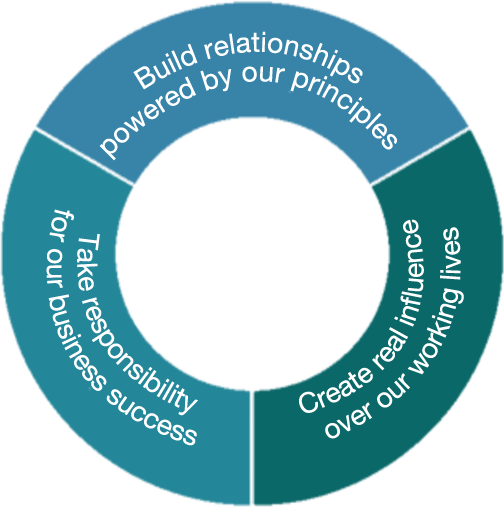 Build relationships
powered by our principles
Create real influence
over our working lives
Take responsibility
for our business success